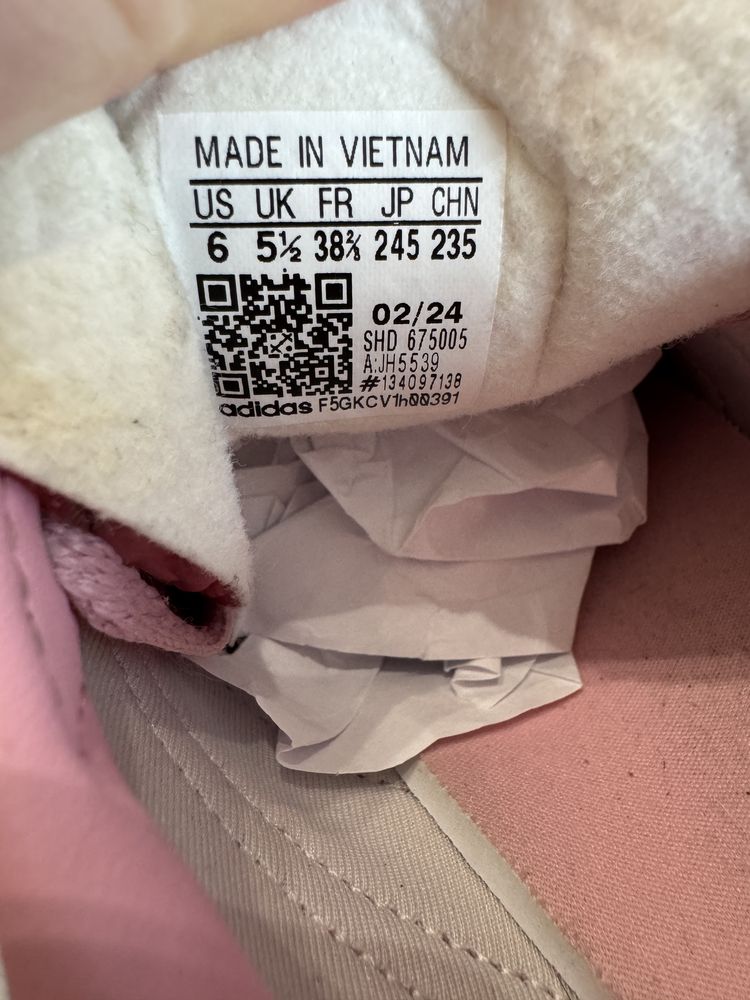 MADE IN VIETNAM
US UK FR JP CHN
6 5½ 38⅔ 245 235
02/24
SHD 675005
A:JH5539
#134097138
adidas F5GKCV1h00391